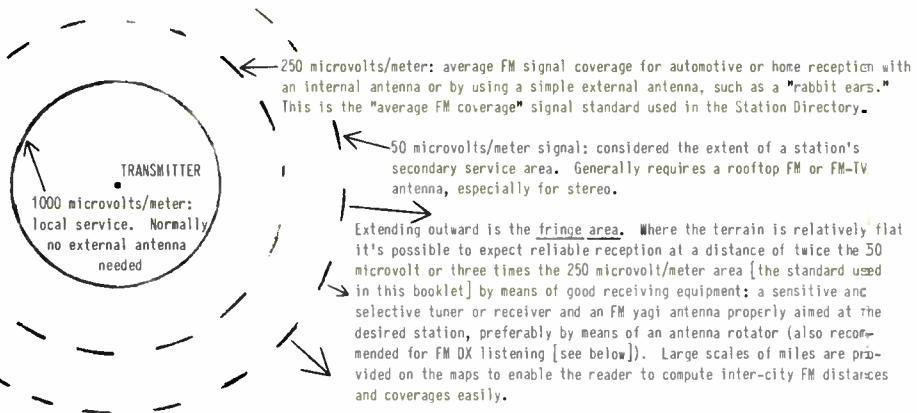 250 microvolts/meter: average FM signal coverage for automotive or home reception with
an internal antenna or by using a simple external antenna, such as a "rabbit ears."
This is the "average FM coverage" signal standard used in the Station Directory.
50 microvolts/meter signal: considered the extent of a station's
secondary service area. Generally requires a rooftop FM or FM-TV
antenna, especially for stereo.
TRANSMITTER
1000 microvolts/meter:
local service. Normally
no external antenna
needed
Extending outward is the fringe area. Where the terrain is relatively flat
it's possible to expect reliable reception at a distance of twice the 50
microvolt or three times the 250 microvolt/meter area [the standard used
in this booklet] by means of good receiving equipment: a sensitive and
selective tuner or receiver and an FM yagi antenna properly aimed at the
desired station, preferably by means of an antenna rotator (also recom-
mended for FM DX listening [see below]). Large scales of miles are pro-
vided on the maps to enable the reader to compute inter-city FM distances
and coverages easily.